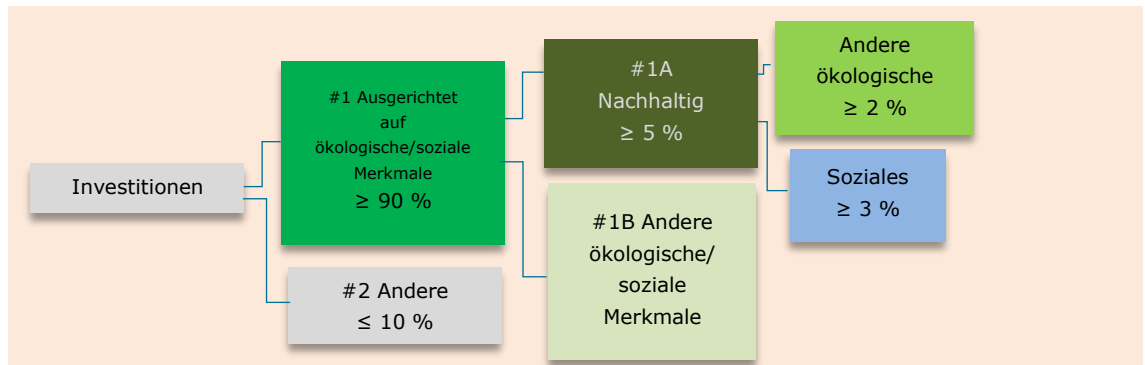 Investitionen
#1 Ausgerichtet
auf
ökologische/soziale
Merkmale
≥ 90 %
#2 Andere
≤ 10 %
#1A
Nachhaltig
≥ 5 %
#1B Andere
ökologische/
soziale
Merkmale
Andere
ökologische
≥ 2 %
Soziales
≥ 3 %